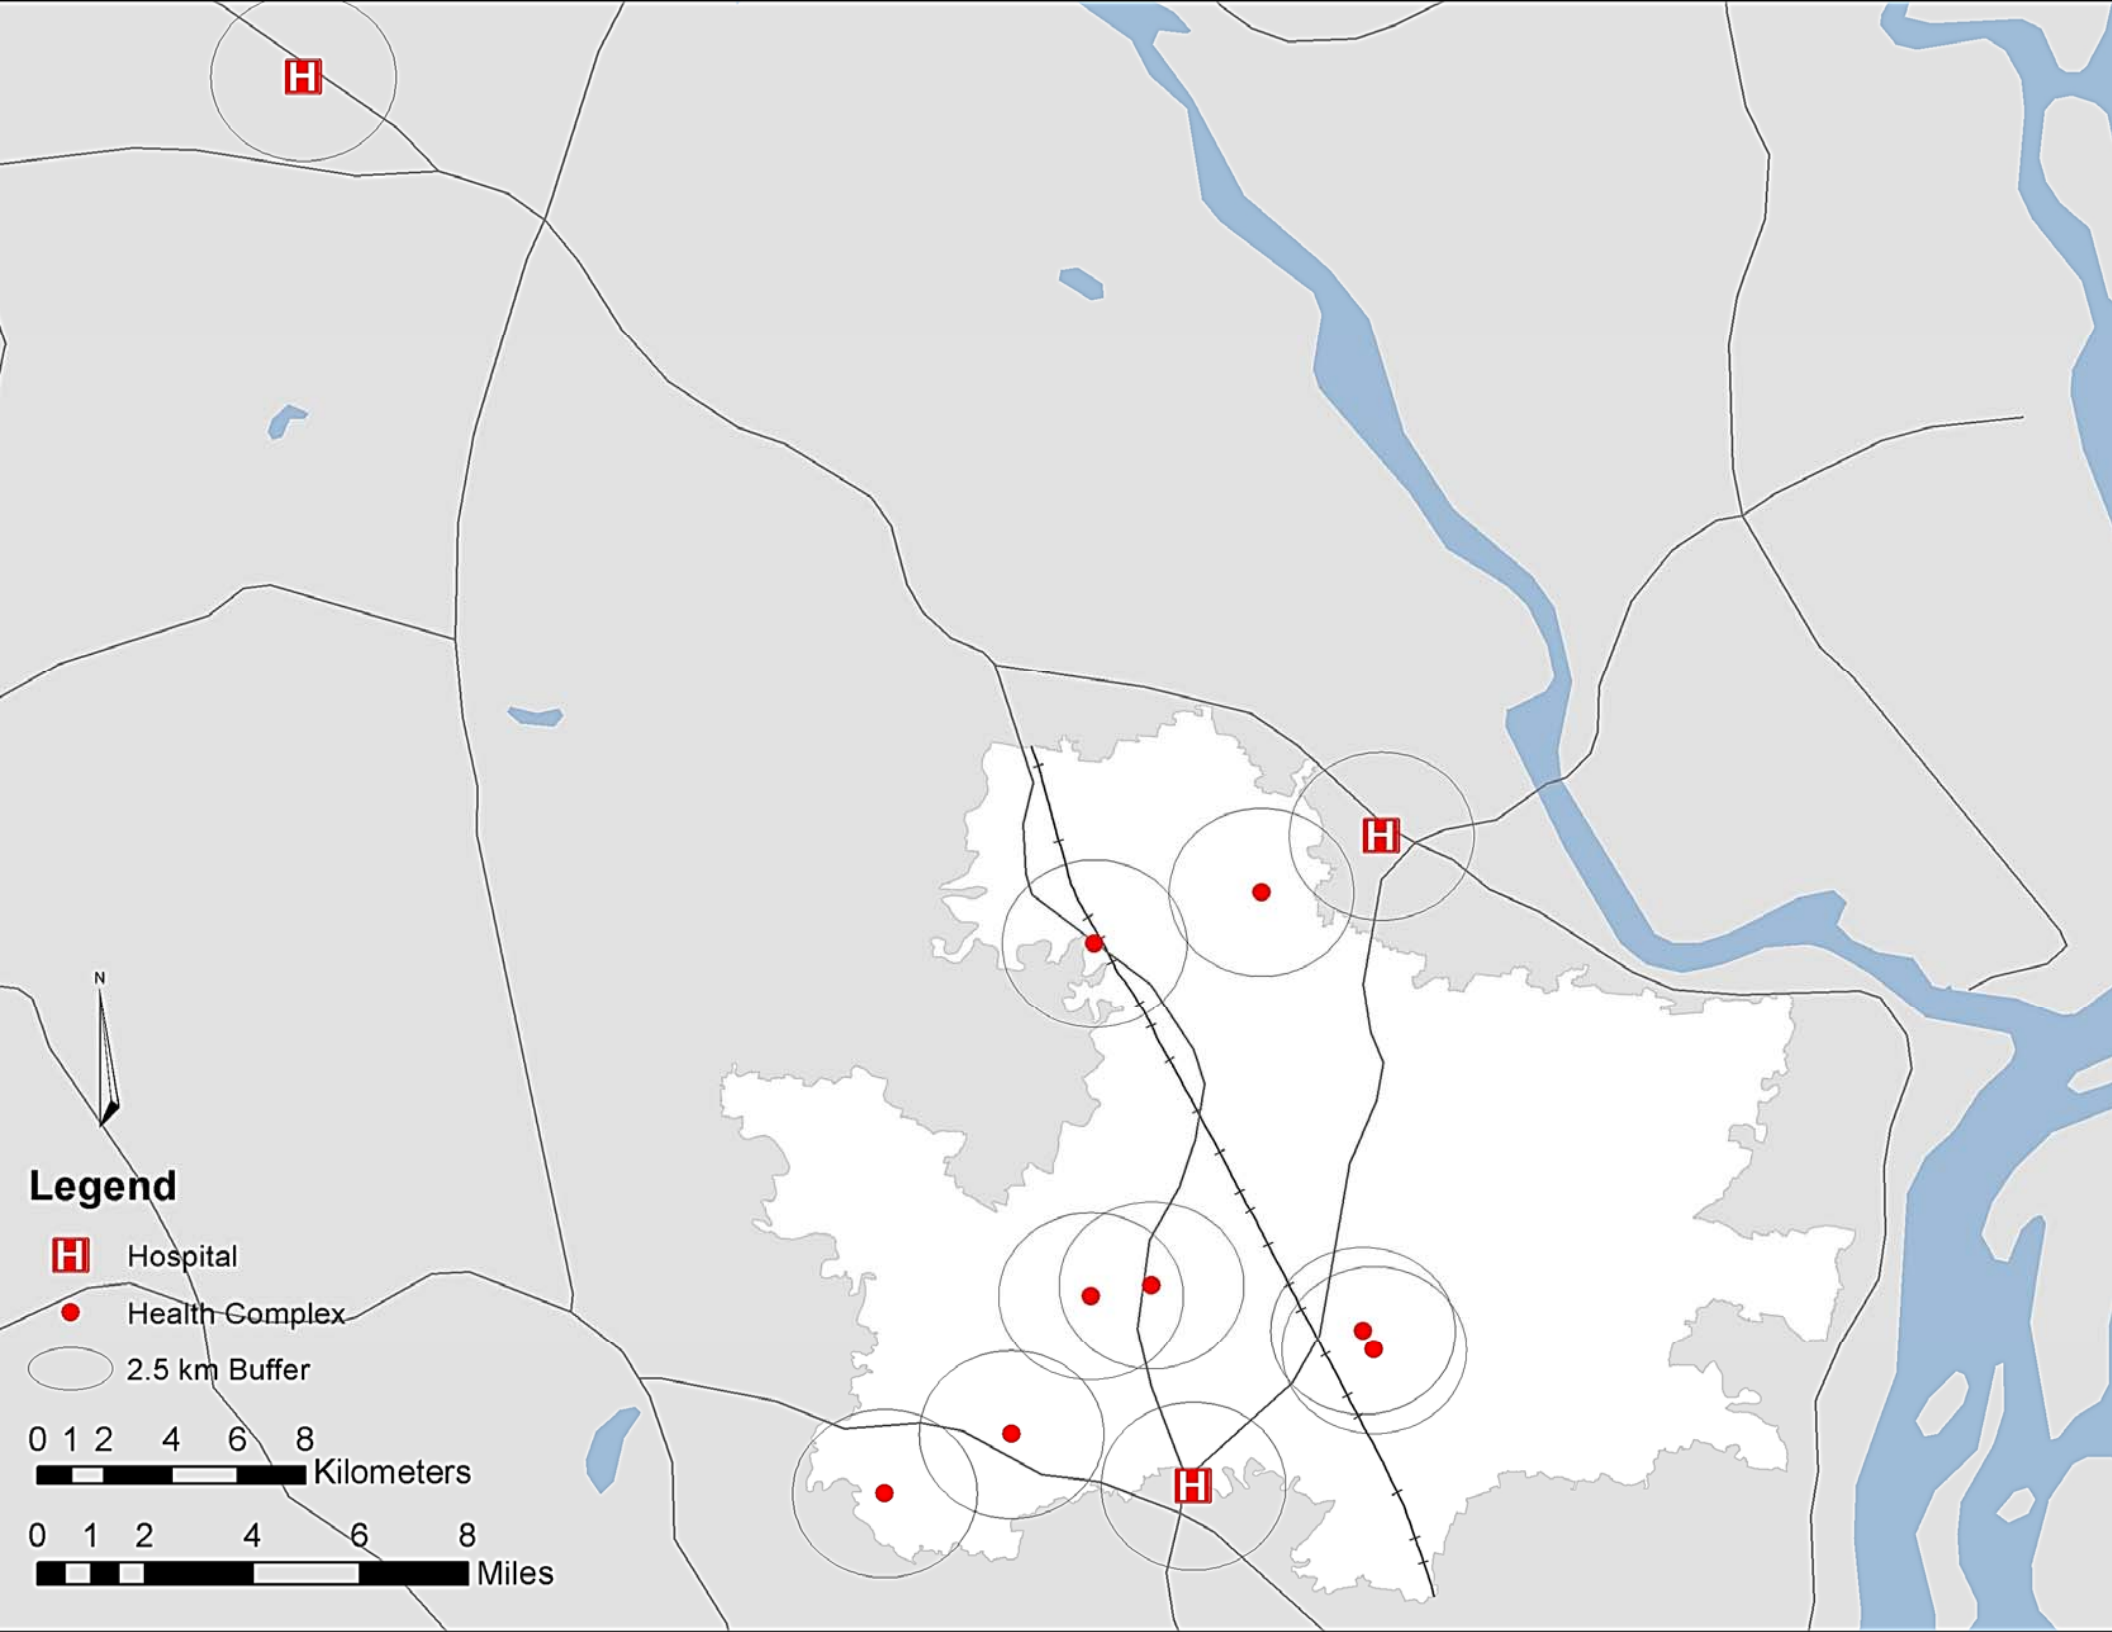 H
H
H
N
Legend
H Hospital
Health Complex
2.5 km Buffer
0 1 2 4 6 8
Kilometers
0 1 2 4 6 8
Miles
H